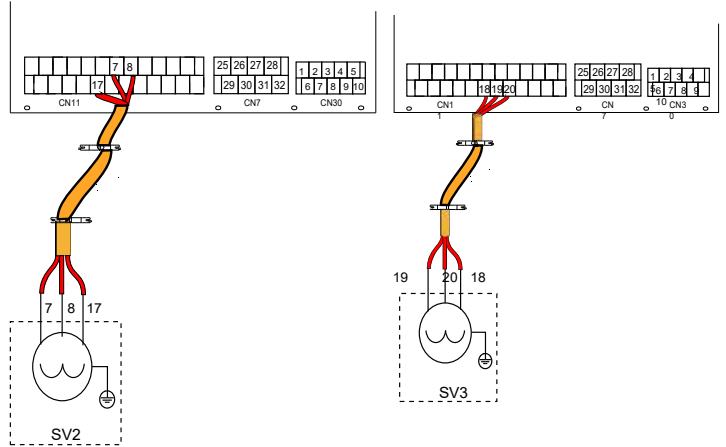 7 8
17
25 26 27 28
29 30 31 32
1 2 3 4 5
6 7 8 9 10
CN11
CN7
CN30
7 8 17
SV2
18 19 20
25 26 27 28
29 30 31 32
1 2 3 4
5 6 7 8 9
10
CN1
1
CN
7
CN3
0
19 20 18
SV3